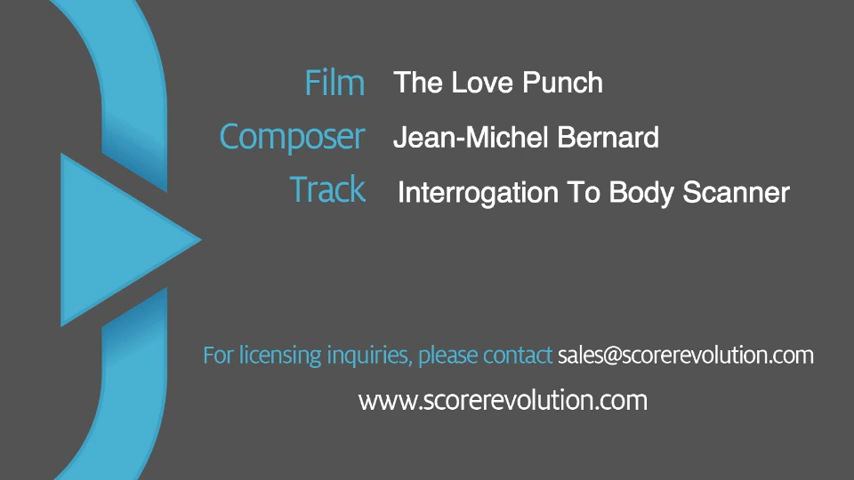 Film The Love Punch
Composer Jean-Michel Bernard
Track Interrogation To Body Scanner
For licensing inquiries, please contact sales@scorerevolution.com
www.scorerevolution.com